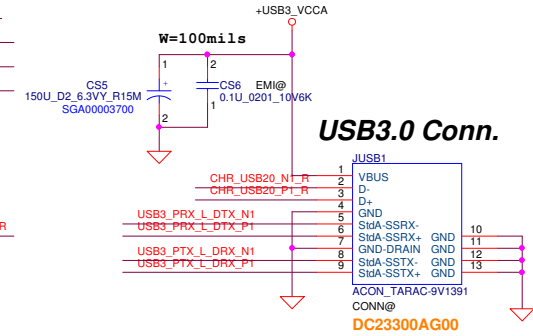 +USB3_VCCA
W=100mils
1
2
+
CS5
150U_D2_6.3VY_R15M
SGA00003700
2
CS6
EMI@
0.1U_0201_10V6K
1
USB3.0 Conn.
JUSB1
1 VBUS
CHR_USB20_N1_R 2 D-
CHR_USB20_P1_R 3 D+
4 GND
USB3_PRX_L_DTX_N1 5 StdA-SSRX-
USB3_PRX_L_DTX_P1 6 StdA-SSRX+ GND 10
7 GND-DRAIN GND 11
USB3_PTX_L_DRX_N1 8 StdA-SSTX- GND 12
USB3_PTX_L_DRX_P1 9 StdA-SSTX+ GND 13
ACON_TARAC-9V1391
CONN@
DC23300AG00
R